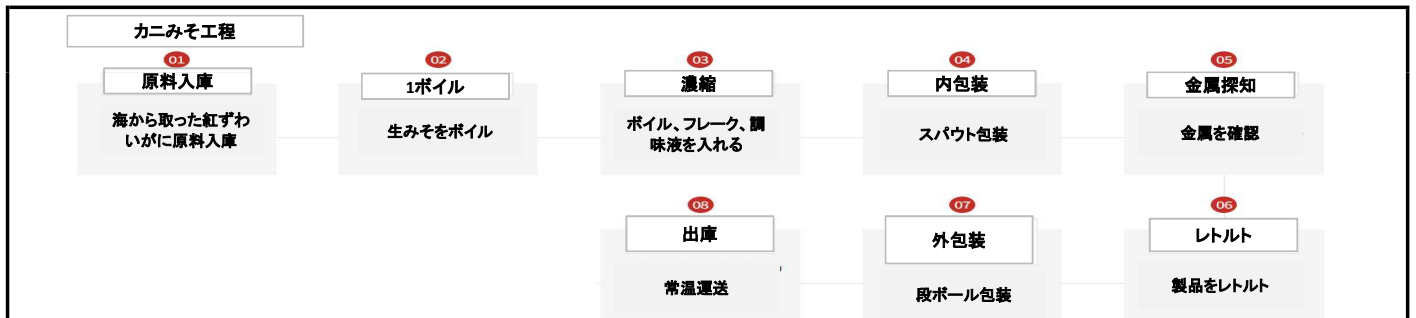 カニみそ工程
01
原料入庫
海から取った紅ずわ
いがに原料入庫
02
1ボイル
生みそをボイル
03
濃縮
ボイル、フレーク、調
味液を入れる
04
内包装
スパウト包装
05
金属探知
金属を確認
06
レトルト
製品をレトルト
07
外包装
段ボール包装
08
出庫
常温運送